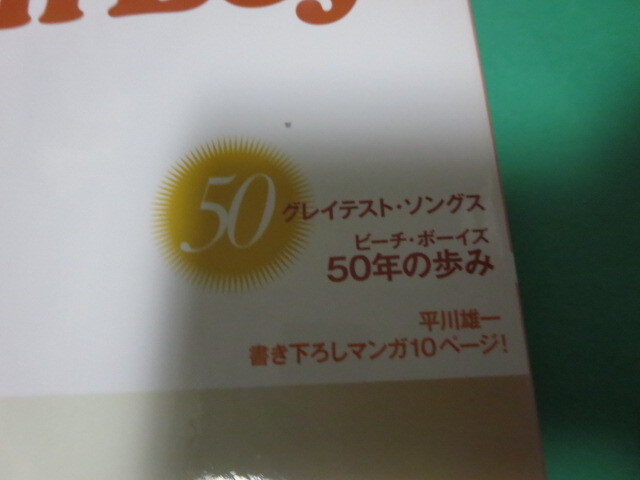 50 グレイテスト・ソングス
ビーチ・ボーイズ
50年の歩み
平川雄一
書き下ろしマンガ10ページ!